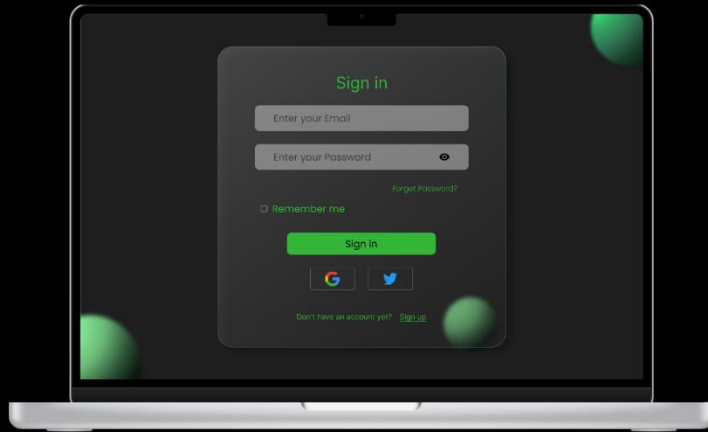 Sign in
Enter your Email
Enter your Password
Forget Password?
Remember me
Sign in
Don't have an account yet? Sign up